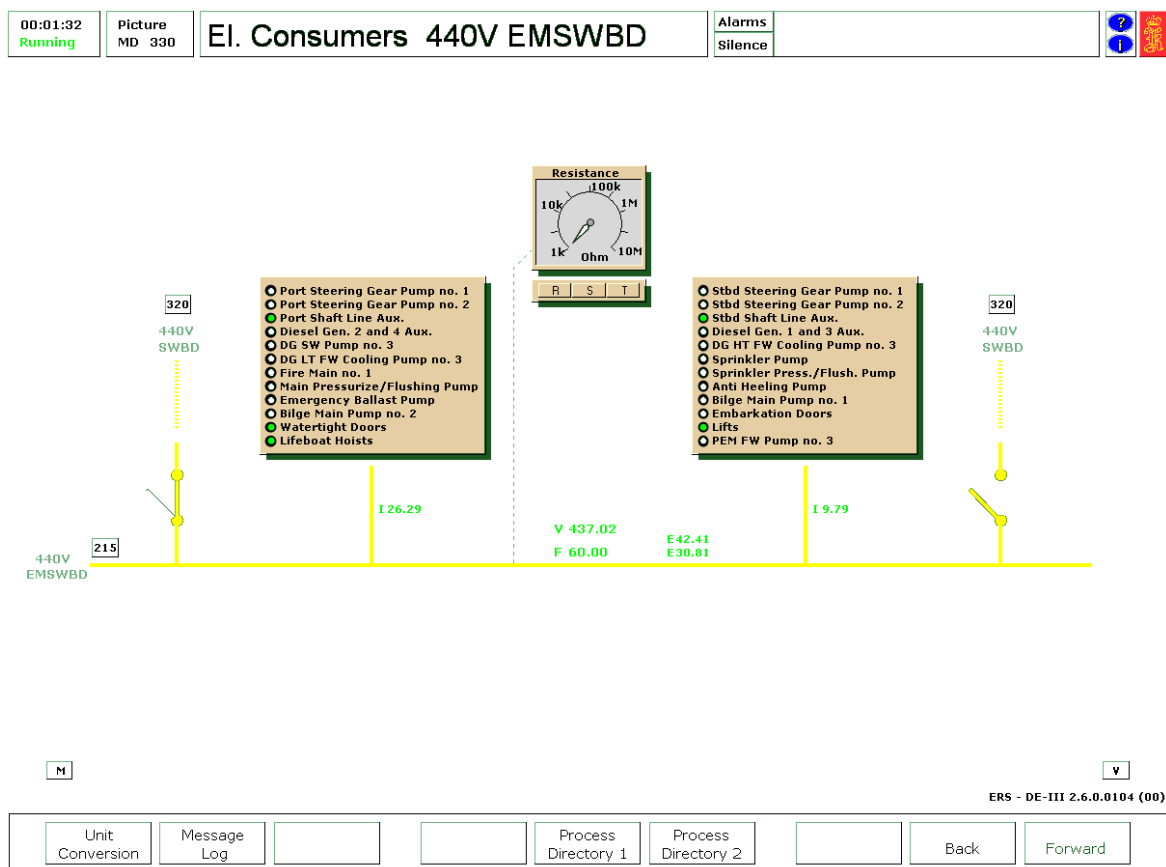 00:01:32
Running
Picture
MD 330
El. Consumers 440V EMSWBD
Alarms
Silence
?
i
Resistance
100k
10k
1M
1k
10M
Ohm
R S T
320
440V
SWBD
Port Steering Gear Pump no. 1
Port Steering Gear Pump no. 2
Port Shaft Line Aux.
Diesel Gen. 2 and 4 Aux.
DG SW Pump no. 3
DG LT FW Cooling Pump no. 3
Fire Main no. 1
Main Pressurize/Flushing Pump
Emergency Ballast Pump
Bilge Main Pump no. 2
Watertight Doors
Lifeboat Hoists
Stbd Steering Gear Pump no. 1
Stbd Steering Gear Pump no. 2
Stbd Shaft Line Aux.
Diesel Gen. 1 and 3 Aux.
DG HT FW Cooling Pump no. 3
Sprinkler Pump
Sprinkler Press./Flush. Pump
Anti Heeling Pump
Bilge Main Pump no. 1
Embarkation Doors
Lifts
PEM FW Pump no. 3
320
440V
SWBD
I 26.29
I 9.79
V 437.02
F 60.00
E42.41
E30.81
215
440V
EMSWBD
M
V
ERS - DE-III 2.6.0.0104 (00)
Unit
Conversion
Message
Log
Process
Directory 1
Process
Directory 2
Back
Forward